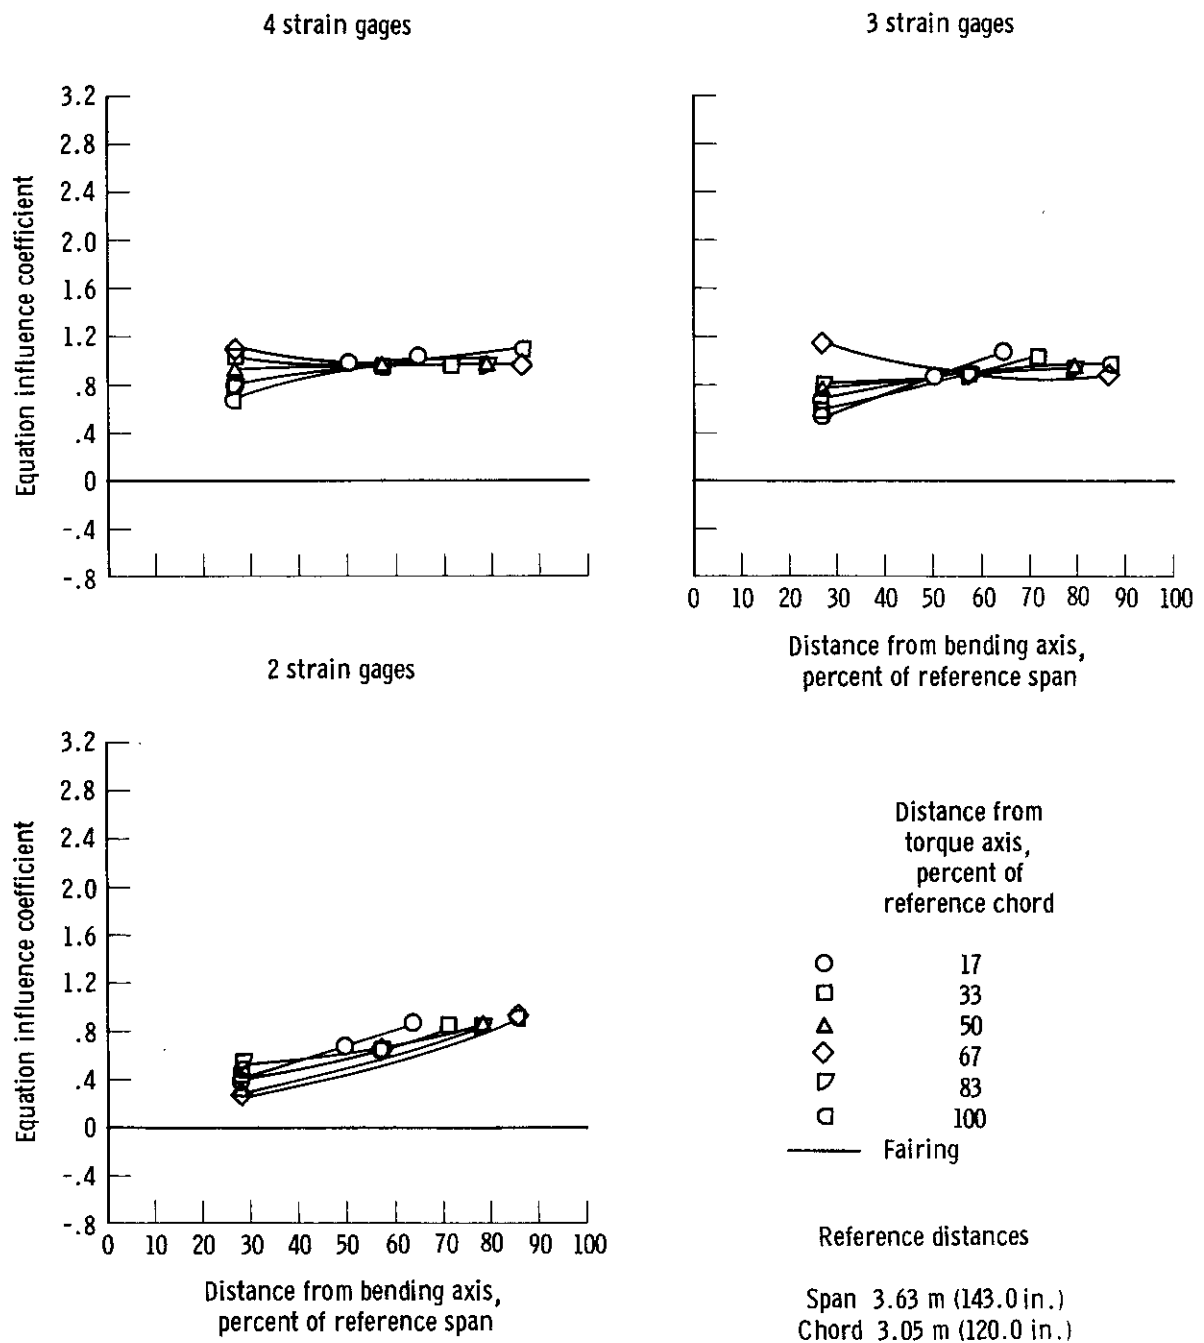 4 strain gages
3 strain gages
3.2
2.8
2.4
2.0
1.6
1.2
.8
.4
0
-.4
-.8
Equation influence coefficient
0 10 20 30 40 50 60 70 80 90 100
Distance from bending axis,
percent of reference span
2 strain gages
3.2
2.8
2.4
2.0
1.6
1.2
.8
.4
0
-.4
-.8
Equation influence coefficient
0 10 20 30 40 50 60 70 80 90 100
Distance from bending axis,
percent of reference span
Distance from
torque axis,
percent of
reference chord
17
33
50
67
83
100
Fairing
Reference distances
Span 3.63 m (143.0 in.)
Chord 3.05 m (120.0 in.)